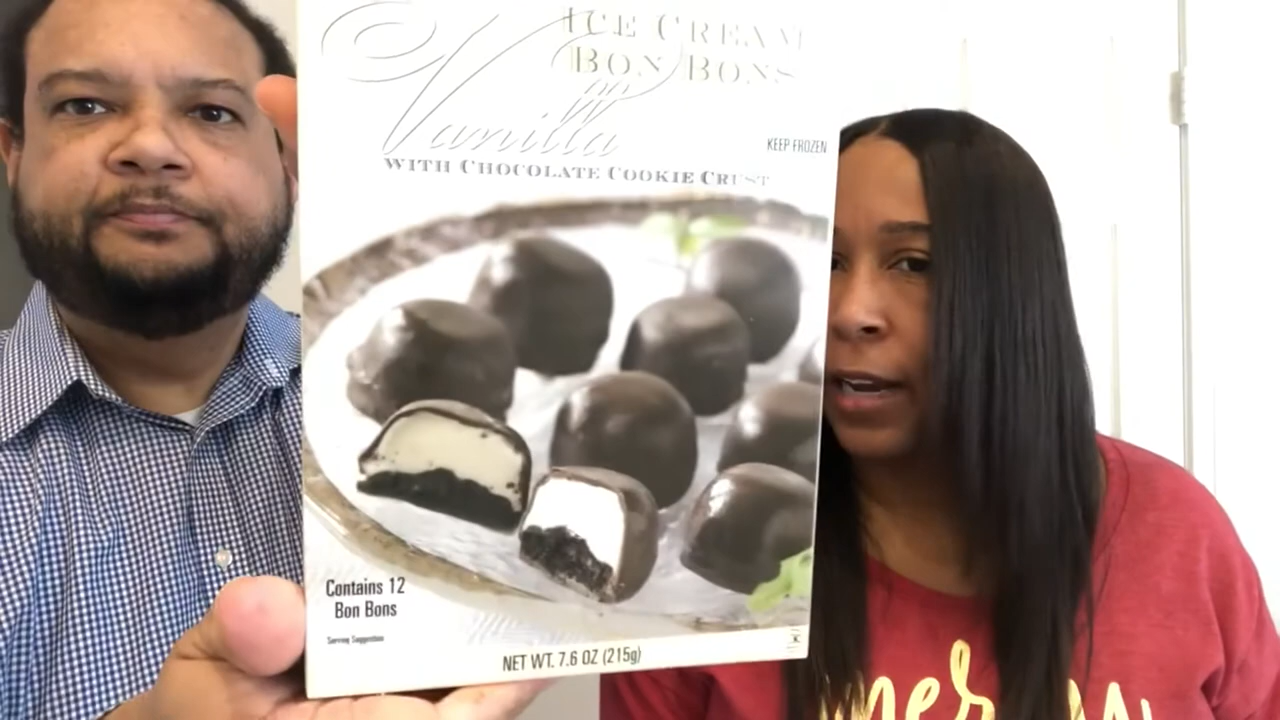 ICE CREAM
BON BONS
Vanilla
KEEP FROZEN
WITH CHOCOLATE COOKIE CRUST
Contains 12
Bon Bons
Serving Suggestion
NET WT. 7.6 OZ (215g)